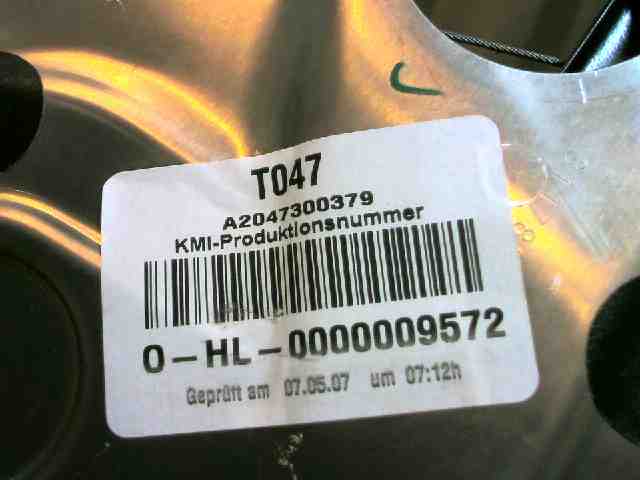 T047
A2047300379
KMI-Produktionsnummer
0-HL-0000009572
Geprüft am 07.05.07 um 07:12h